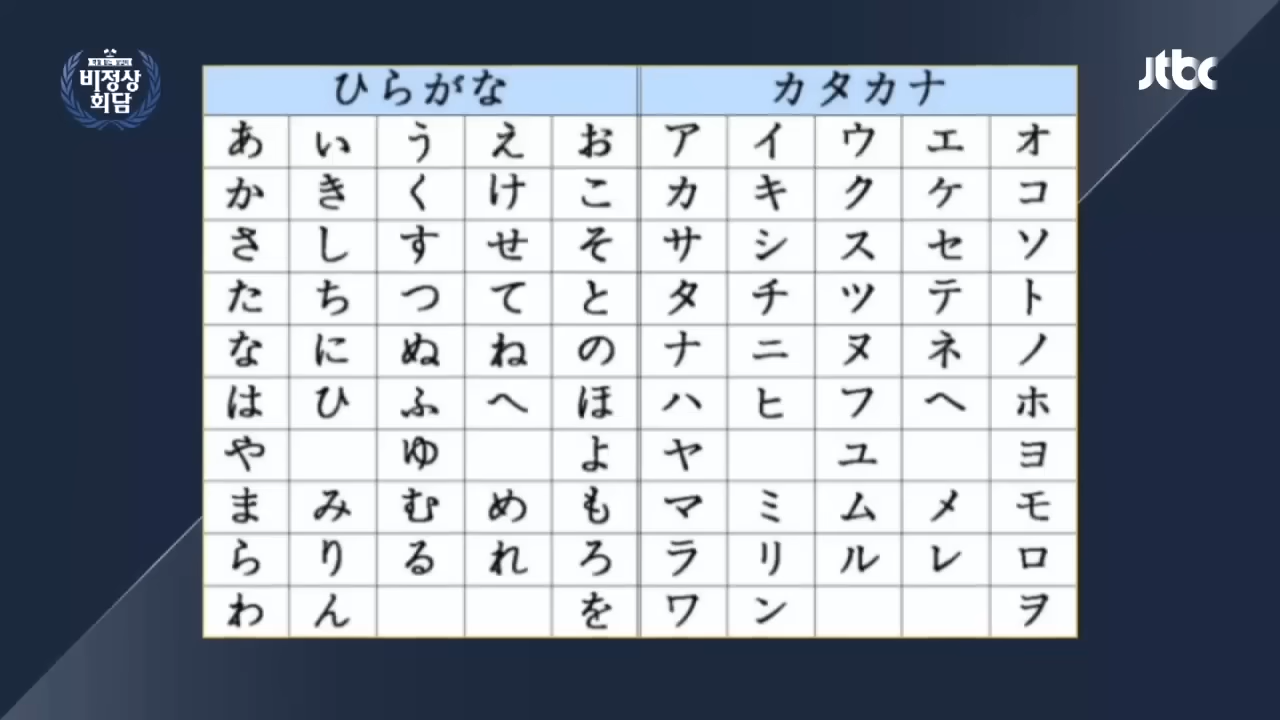 비정상
회담
jtbc
ひらがな カタカナ
あ い う え お ア イ ウ エ オ
か き く け こ カ キ ク ケ コ
さ し す せ そ サ シ ス セ ソ
た ち つ て と タ チ ツ テ ト
な に ぬ ね の ナ ニ ヌ ネ ノ
は ひ ふ へ ほ ハ ヒ フ ヘ ホ
や ゆ よ ヤ ユ ヨ
ま み む め も マ ミ ム メ モ
ら り る れ ろ ラ リ ル レ ロ
わ ん を ワ ン ヲ